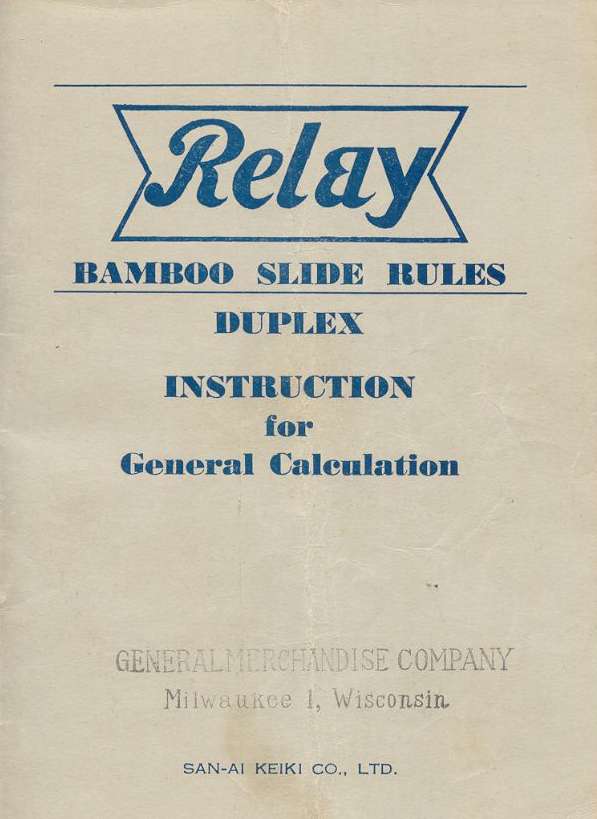 Relay
BAMBOO SLIDE RULES
DUPLEX
INSTRUCTION
for
General Calculation
GENERAL MERCHANDISE COMPANY
Milwaukee 1, Wisconsin
SAN-AI KEIKI CO., LTD.